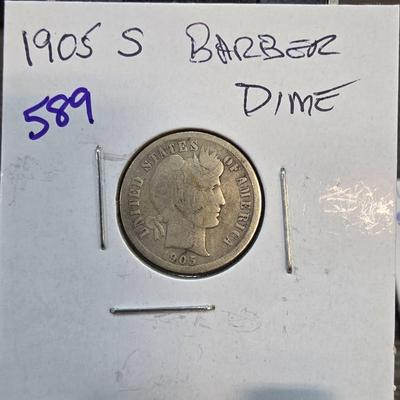 1905 S BARBER
DIME
589
UNITED STATES OF AMERICA
905